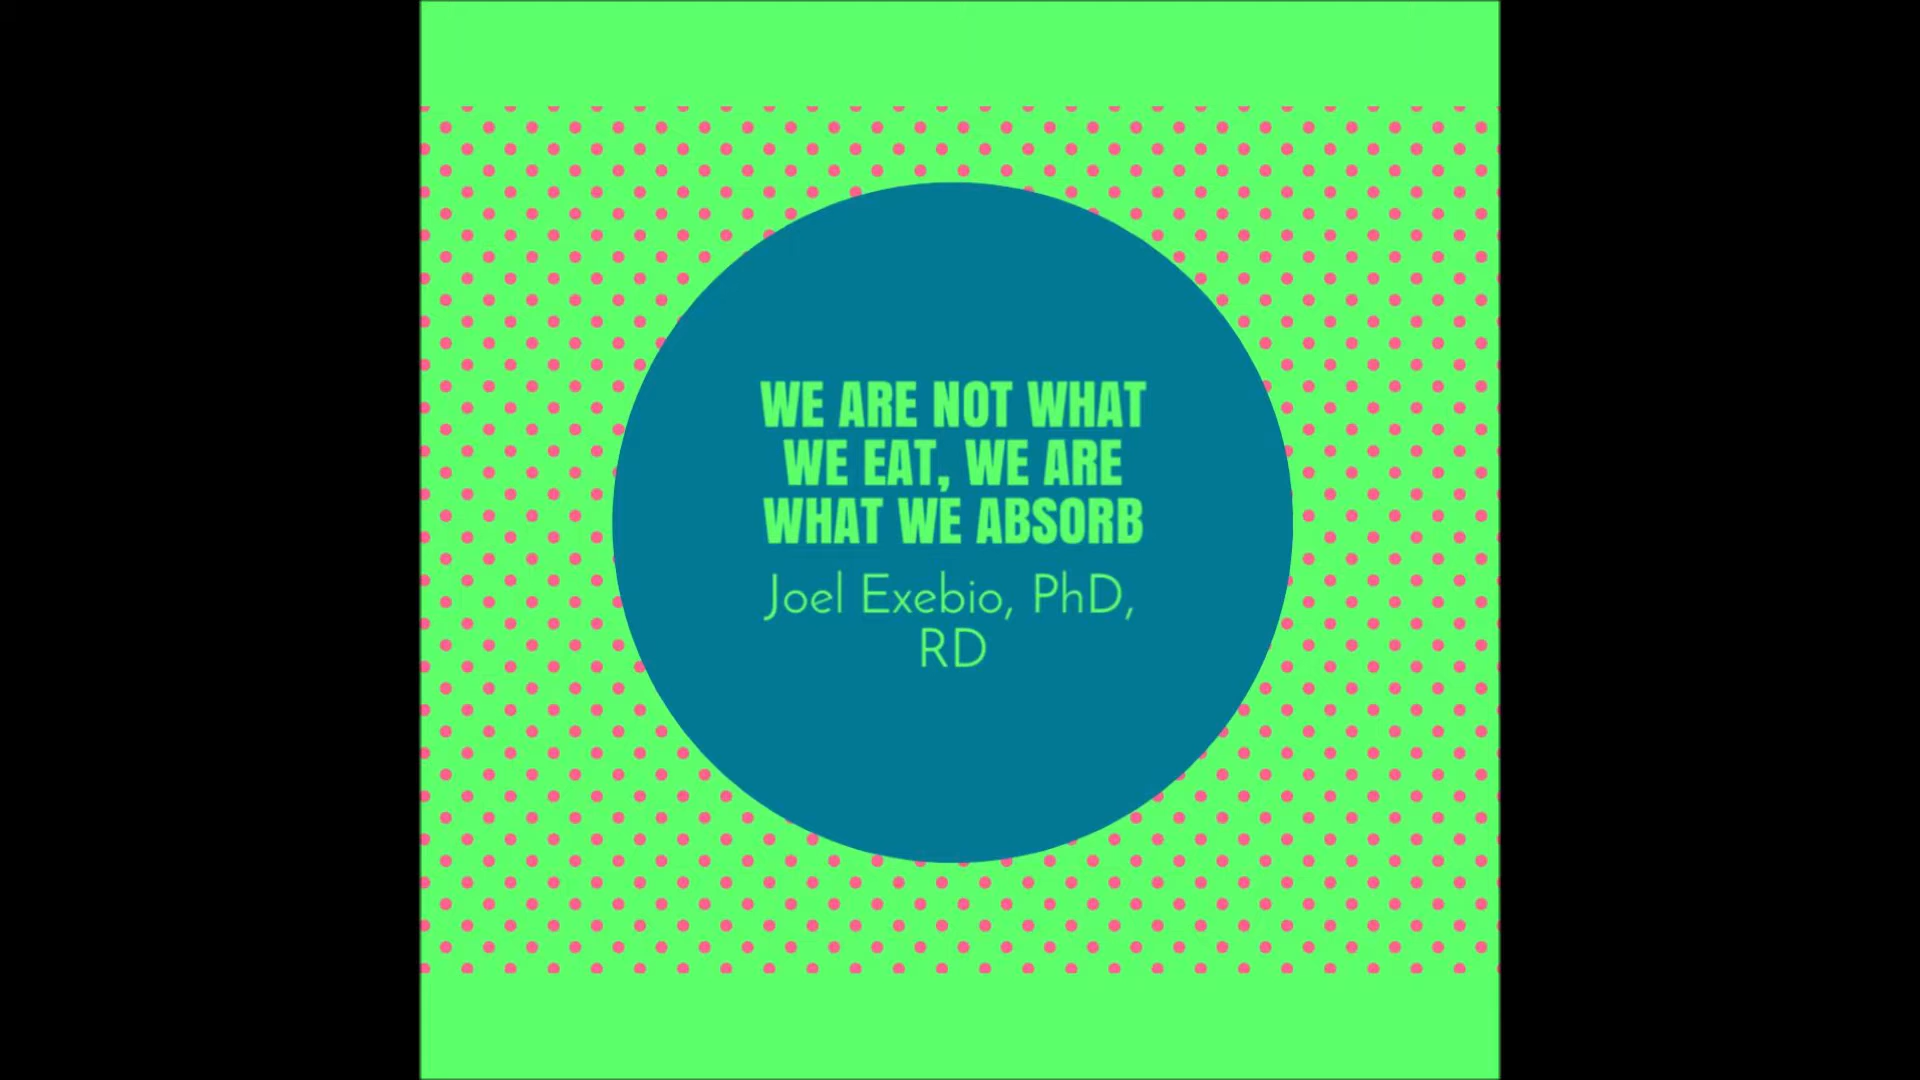 WE ARE NOT WHAT
WE EAT, WE ARE
WHAT WE ABSORB
Joel Exebio, PhD,
RD